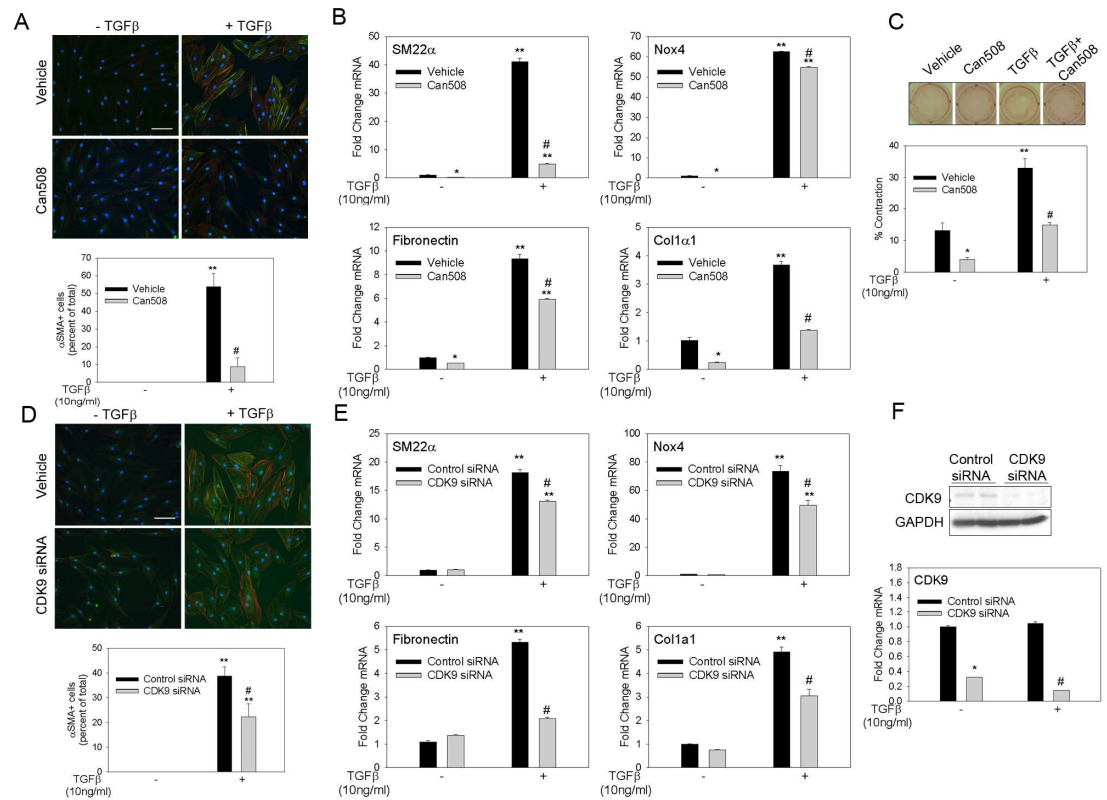 A
- TGFβ
+ TGFβ
Vehicle
Can508
αSMA+ cells
(percent of total)
70
60
50
40
30
20
10
0
Vehicle
Can508
**
#
TGFβ
(10ng/ml)
-
+
B
SM22α
Fold Change mRNA
50
40
30
20
10
0
Vehicle
Can508
*
**
#
**
TGFβ
(10ng/ml)
-
+
Nox4
Fold Change mRNA
70
60
50
40
30
20
10
0
Vehicle
Can508
*
**
#
**
-
+
Fibronectin
Fold Change mRNA
12
10
8
6
4
2
0
Vehicle
Can508
*
**
#
**
TGFβ
(10ng/ml)
-
+
Col1α1
Fold Change mRNA
5
4
3
2
1
0
Vehicle
Can508
*
**
#
-
+
C
Vehicle
Can508
TGFβ
TGFβ+
Can508
% Contraction
40
30
20
10
0
Vehicle
Can508
*
**
#
TGFβ
(10ng/ml)
-
+
D
- TGFβ
+ TGFβ
Vehicle
CDK9 siRNA
αSMA+ cells
(percent of total)
50
40
30
20
10
0
Control siRNA
CDK9 siRNA
**
#
**
TGFβ
(10ng/ml)
-
+
E
SM22α
Fold Change mRNA
25
20
15
10
5
0
Control siRNA
CDK9 siRNA
**
#
**
TGFβ
(10ng/ml)
-
+
Nox4
Fold Change mRNA
100
80
60
40
20
0
Control siRNA
CDK9 siRNA
**
#
**
TGFβ
(10ng/ml)
-
+
Fibronectin
Fold Change mRNA
6
5
4
3
2
1
0
Control siRNA
CDK9 siRNA
**
#
TGFβ
(10ng/ml)
-
+
Col1a1
Fold Change mRNA
6
5
4
3
2
1
0
Control siRNA
CDK9 siRNA
**
#
TGFβ
(10ng/ml)
-
+
F
Control
siRNA
CDK9
siRNA
CDK9
GAPDH
CDK9
Fold Change mRNA
1.8
1.6
1.4
1.2
1.0
0.8
0.6
0.4
0.2
0.0
Control siRNA
CDK9 siRNA
*
#
TGFβ
(10ng/ml)
-
+